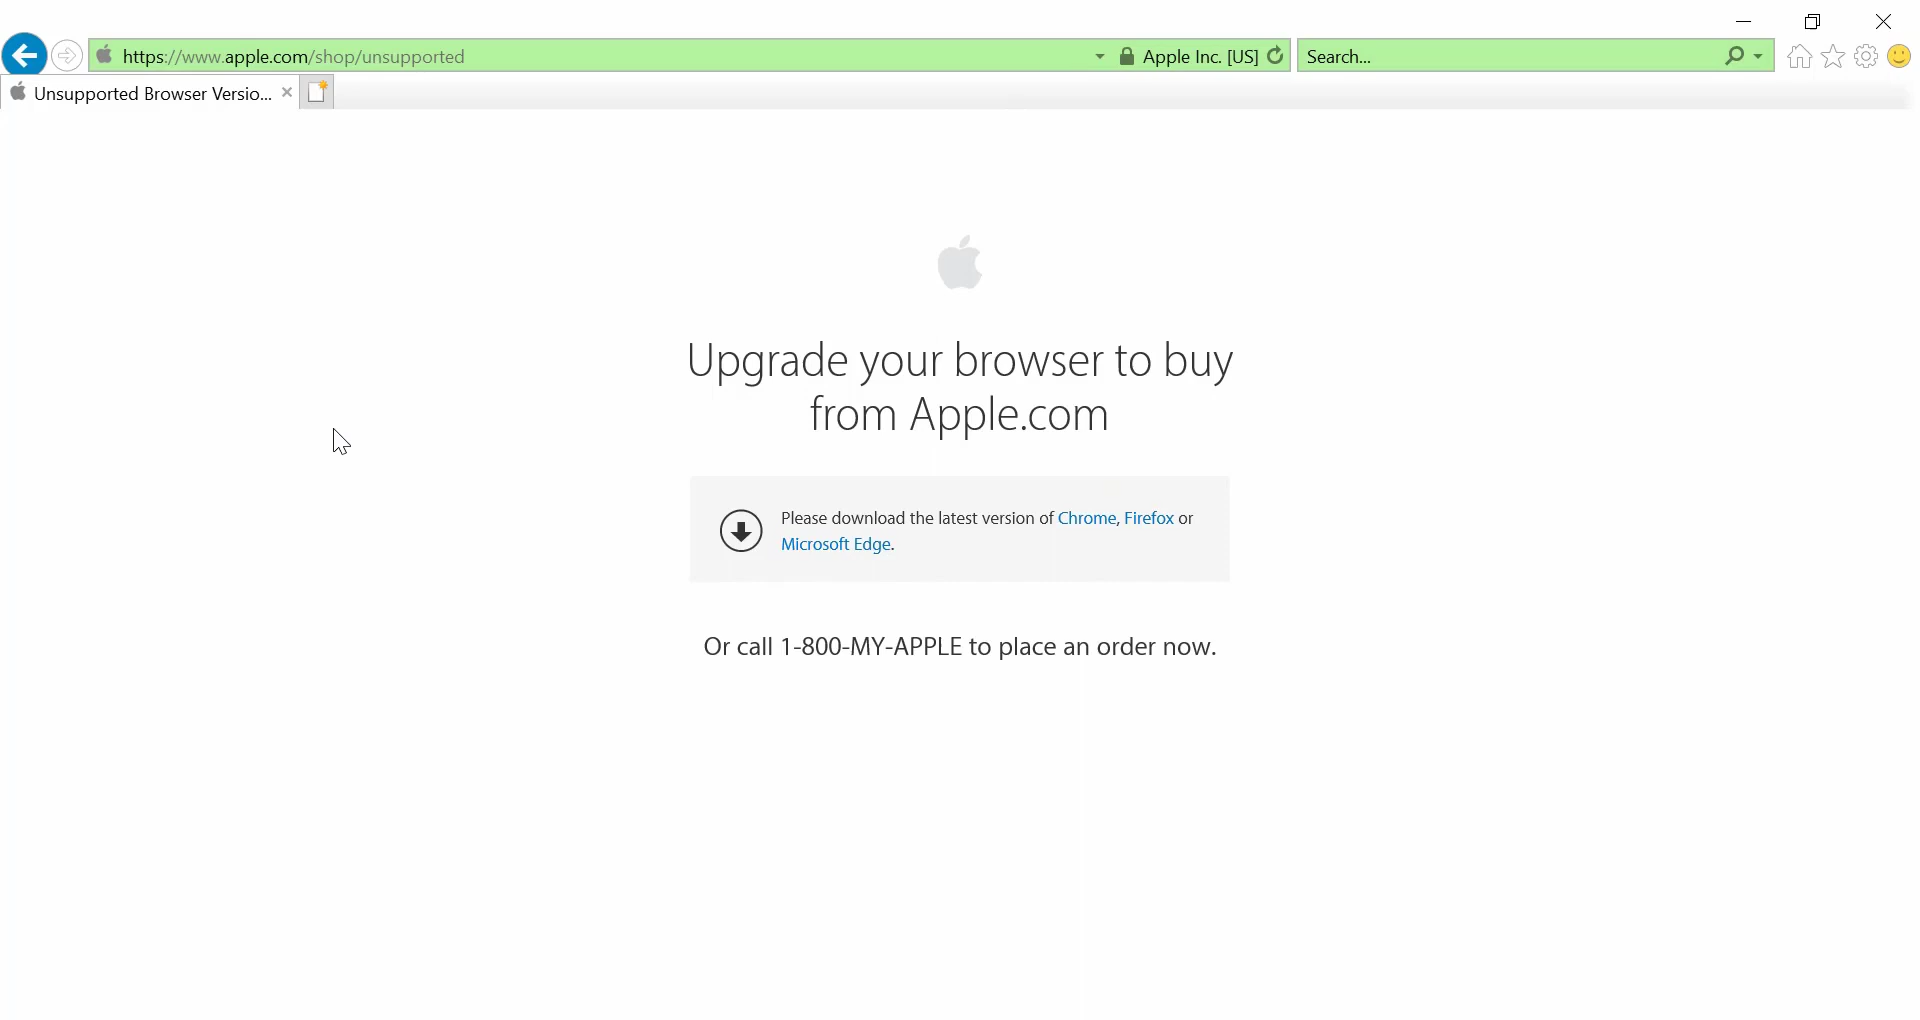 https://www.apple.com/shop/unsupported
Apple Inc. [US]
Search...
Unsupported Browser Versio...
Upgrade your browser to buy
from Apple.com
Please download the latest version of Chrome, Firefox or
Microsoft Edge.
Or call 1-800-MY-APPLE to place an order now.